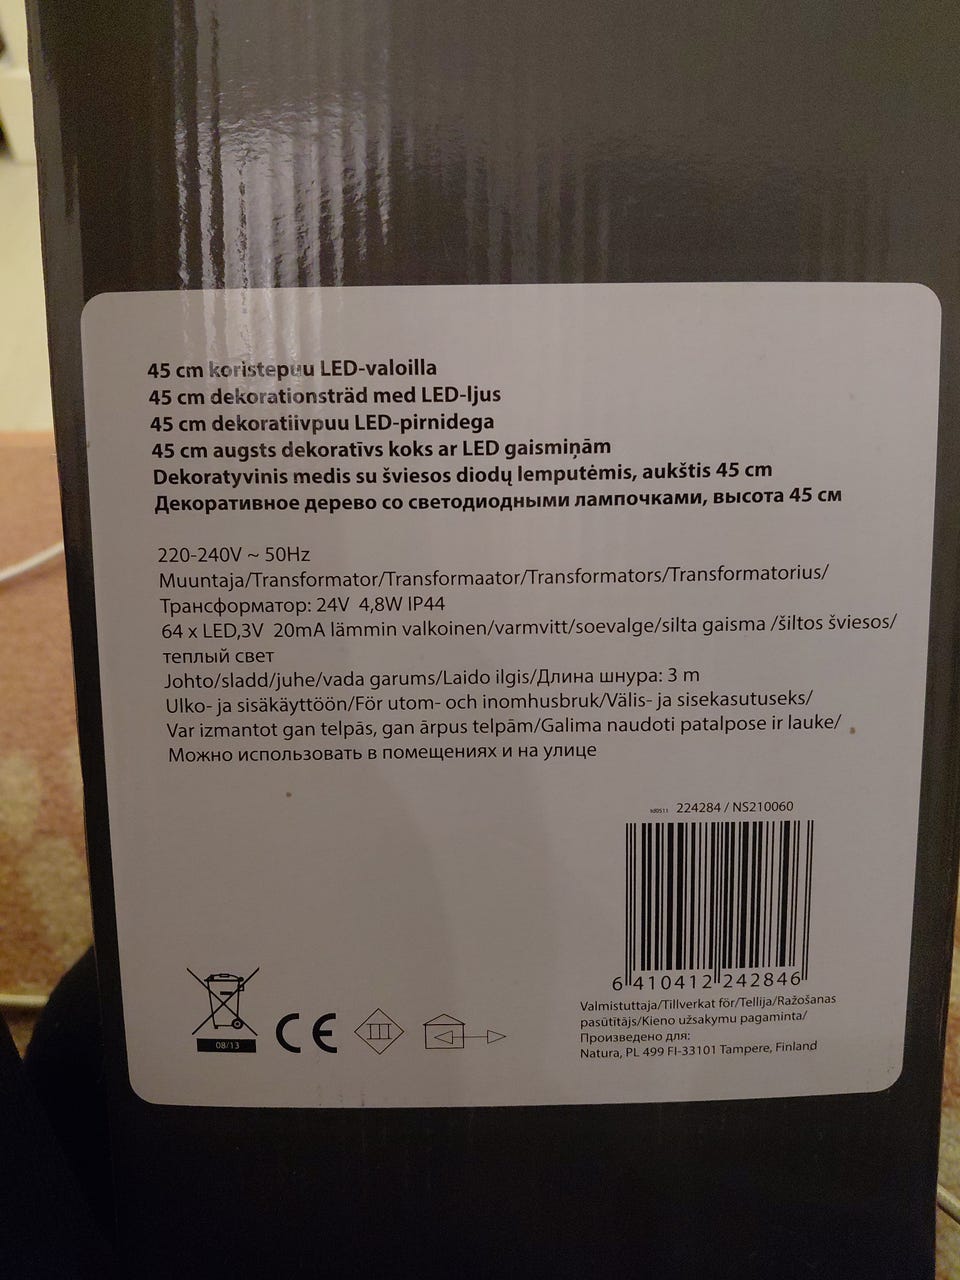 45 cm koristepuu LED-valoilla
45 cm dekorationsträd med LED-ljus
45 cm dekoratiivpuu LED-pirnidega
45 cm augsts dekoratīvs koks ar LED gaismiņām
Dekoratyvinis medis su šviesos diodų lemputėmis, aukštis 45 cm
Декоративное дерево со светодиодными лампочками, высота 45 см
220-240V ~ 50Hz
Muuntaja/Transformator/Transformaator/Transformators/Transformatorius/
Трансформатор: 24V 4,8W IP44
64 x LED,3V 20mA lämmin valkoinen/varmvitt/soevalge/silta gaisma /šiltos šviesos/
теплый свет
Johto/sladd/juhe/vada garums/Laido ilgis/Длина шнура: 3 m
Ulko- ja sisäkäyttöön/För utom- och inomhusbruk/Välis- ja sisekasutuseks/
Var izmantot gan telpās, gan ārpus telpām/Galima naudoti patalpose ir lauke/
Можно использовать в помещениях и на улице
224284 / NS210060
6 410412 242846
Valmistuttaja/Tillverkat för/Tellija/Ražošanas
pasūtītājs/Kieno užsakymu pagaminta/
Произведено для:
Natura, PL 499 FI-33101 Tampere, Finland
08/13
CE
III